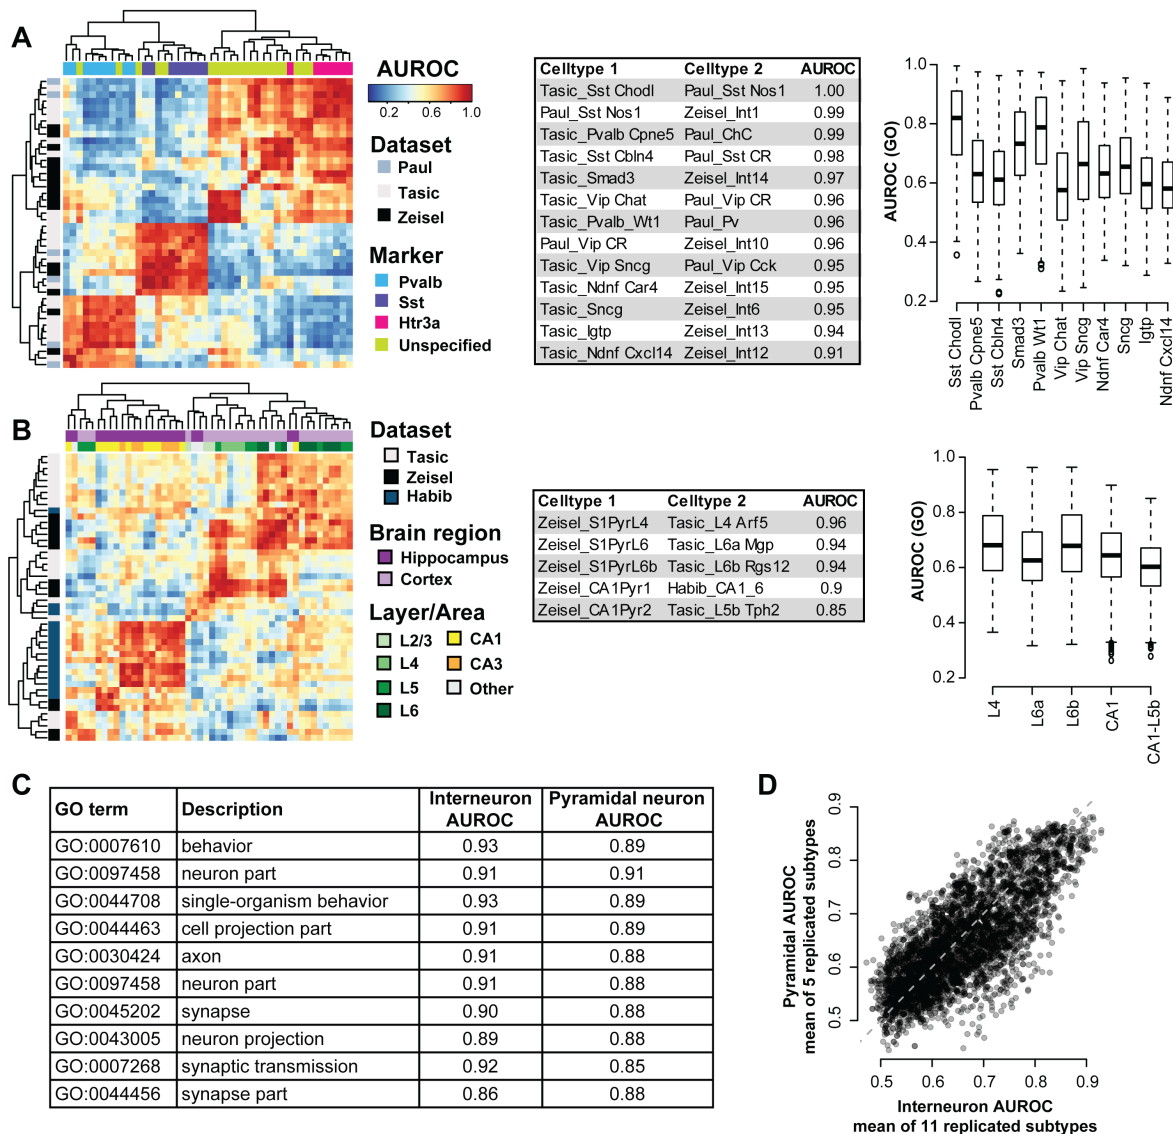 A
AUROC
0.2 0.6 1.0
Dataset
Paul
Tasic
Zeisel
Marker
Pvalb
Sst
Htr3a
Unspecified
Celltype 1 Celltype 2 AUROC
Tasic_Sst Chodl Paul_Sst Nos1 1.00
Paul_Sst Nos1 Zeisel_Int1 0.99
Tasic_Pvalb Cpne5 Paul_ChC 0.99
Tasic_Sst Cbln4 Paul_Sst CR 0.98
Tasic_Smad3 Zeisel_Int14 0.97
Tasic_Vip Chat Paul_Vip CR 0.96
Tasic_Pvalb_Wt1 Paul_Pv 0.96
Paul_Vip CR Zeisel_Int10 0.96
Tasic_Vip Sncg Paul_Vip Cck 0.95
Tasic_Ndnf Car4 Zeisel_Int15 0.95
Tasic_Sncg Zeisel_Int6 0.95
Tasic_Igtp Zeisel_Int13 0.94
Tasic_Ndnf Cxcl14 Zeisel_Int12 0.91
AUROC (GO)
1.0
0.8
0.6
0.4
0.2
Sst Chodl
Pvalb Cpne5
Sst Cbln4
Smad3
Pvalb Wt1
Vip Chat
Vip Sncg
Ndnf Car4
Sncg
Igtp
Ndnf Cxcl14
B
Dataset
Tasic
Zeisel
Habib
Brain region
Hippocampus
Cortex
Layer/Area
L2/3 CA1
L4 CA3
L5 Other
L6
Celltype 1 Celltype 2 AUROC
Zeisel_S1PyrL4 Tasic_L4 Arf5 0.96
Zeisel_S1PyrL6 Tasic_L6a Mgp 0.94
Zeisel_S1PyrL6b Tasic_L6b Rgs12 0.94
Zeisel_CA1Pyr1 Habib_CA1_6 0.9
Zeisel_CA1Pyr2 Tasic_L5b Tph2 0.85
AUROC (GO)
1.0
0.8
0.6
0.4
0.2
L4
L6a
L6b
CA1
CA1-L5b
C
GO term Description Interneuron AUROC Pyramidal neuron AUROC
GO:0007610 behavior 0.93 0.89
GO:0097458 neuron part 0.91 0.91
GO:0044708 single-organism behavior 0.93 0.89
GO:0044463 cell projection part 0.91 0.89
GO:0030424 axon 0.91 0.88
GO:0097458 neuron part 0.91 0.88
GO:0045202 synapse 0.90 0.88
GO:0043005 neuron projection 0.89 0.88
GO:0007268 synaptic transmission 0.92 0.85
GO:0044456 synapse part 0.86 0.88
D
Pyramidal AUROC
mean of 5 replicated subtypes
0.9
0.8
0.7
0.6
0.5
0.5 0.6 0.7 0.8 0.9
Interneuron AUROC
mean of 11 replicated subtypes